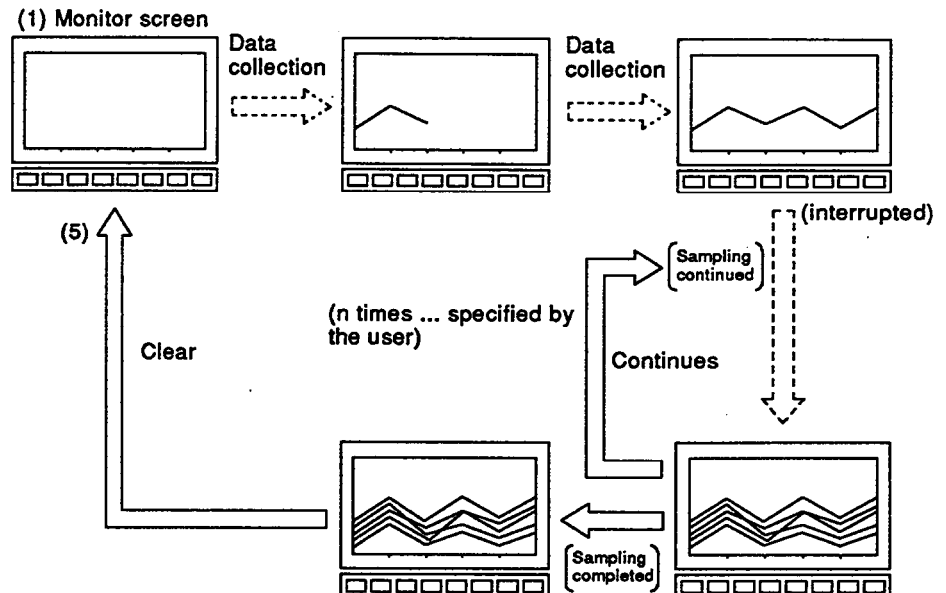 (1) Monitor screen
Data
collection
Data
collection
(interrupted)
(5)
Sampling
continued
(n times ... specified by
the user)
Clear
Continues
Sampling
completed